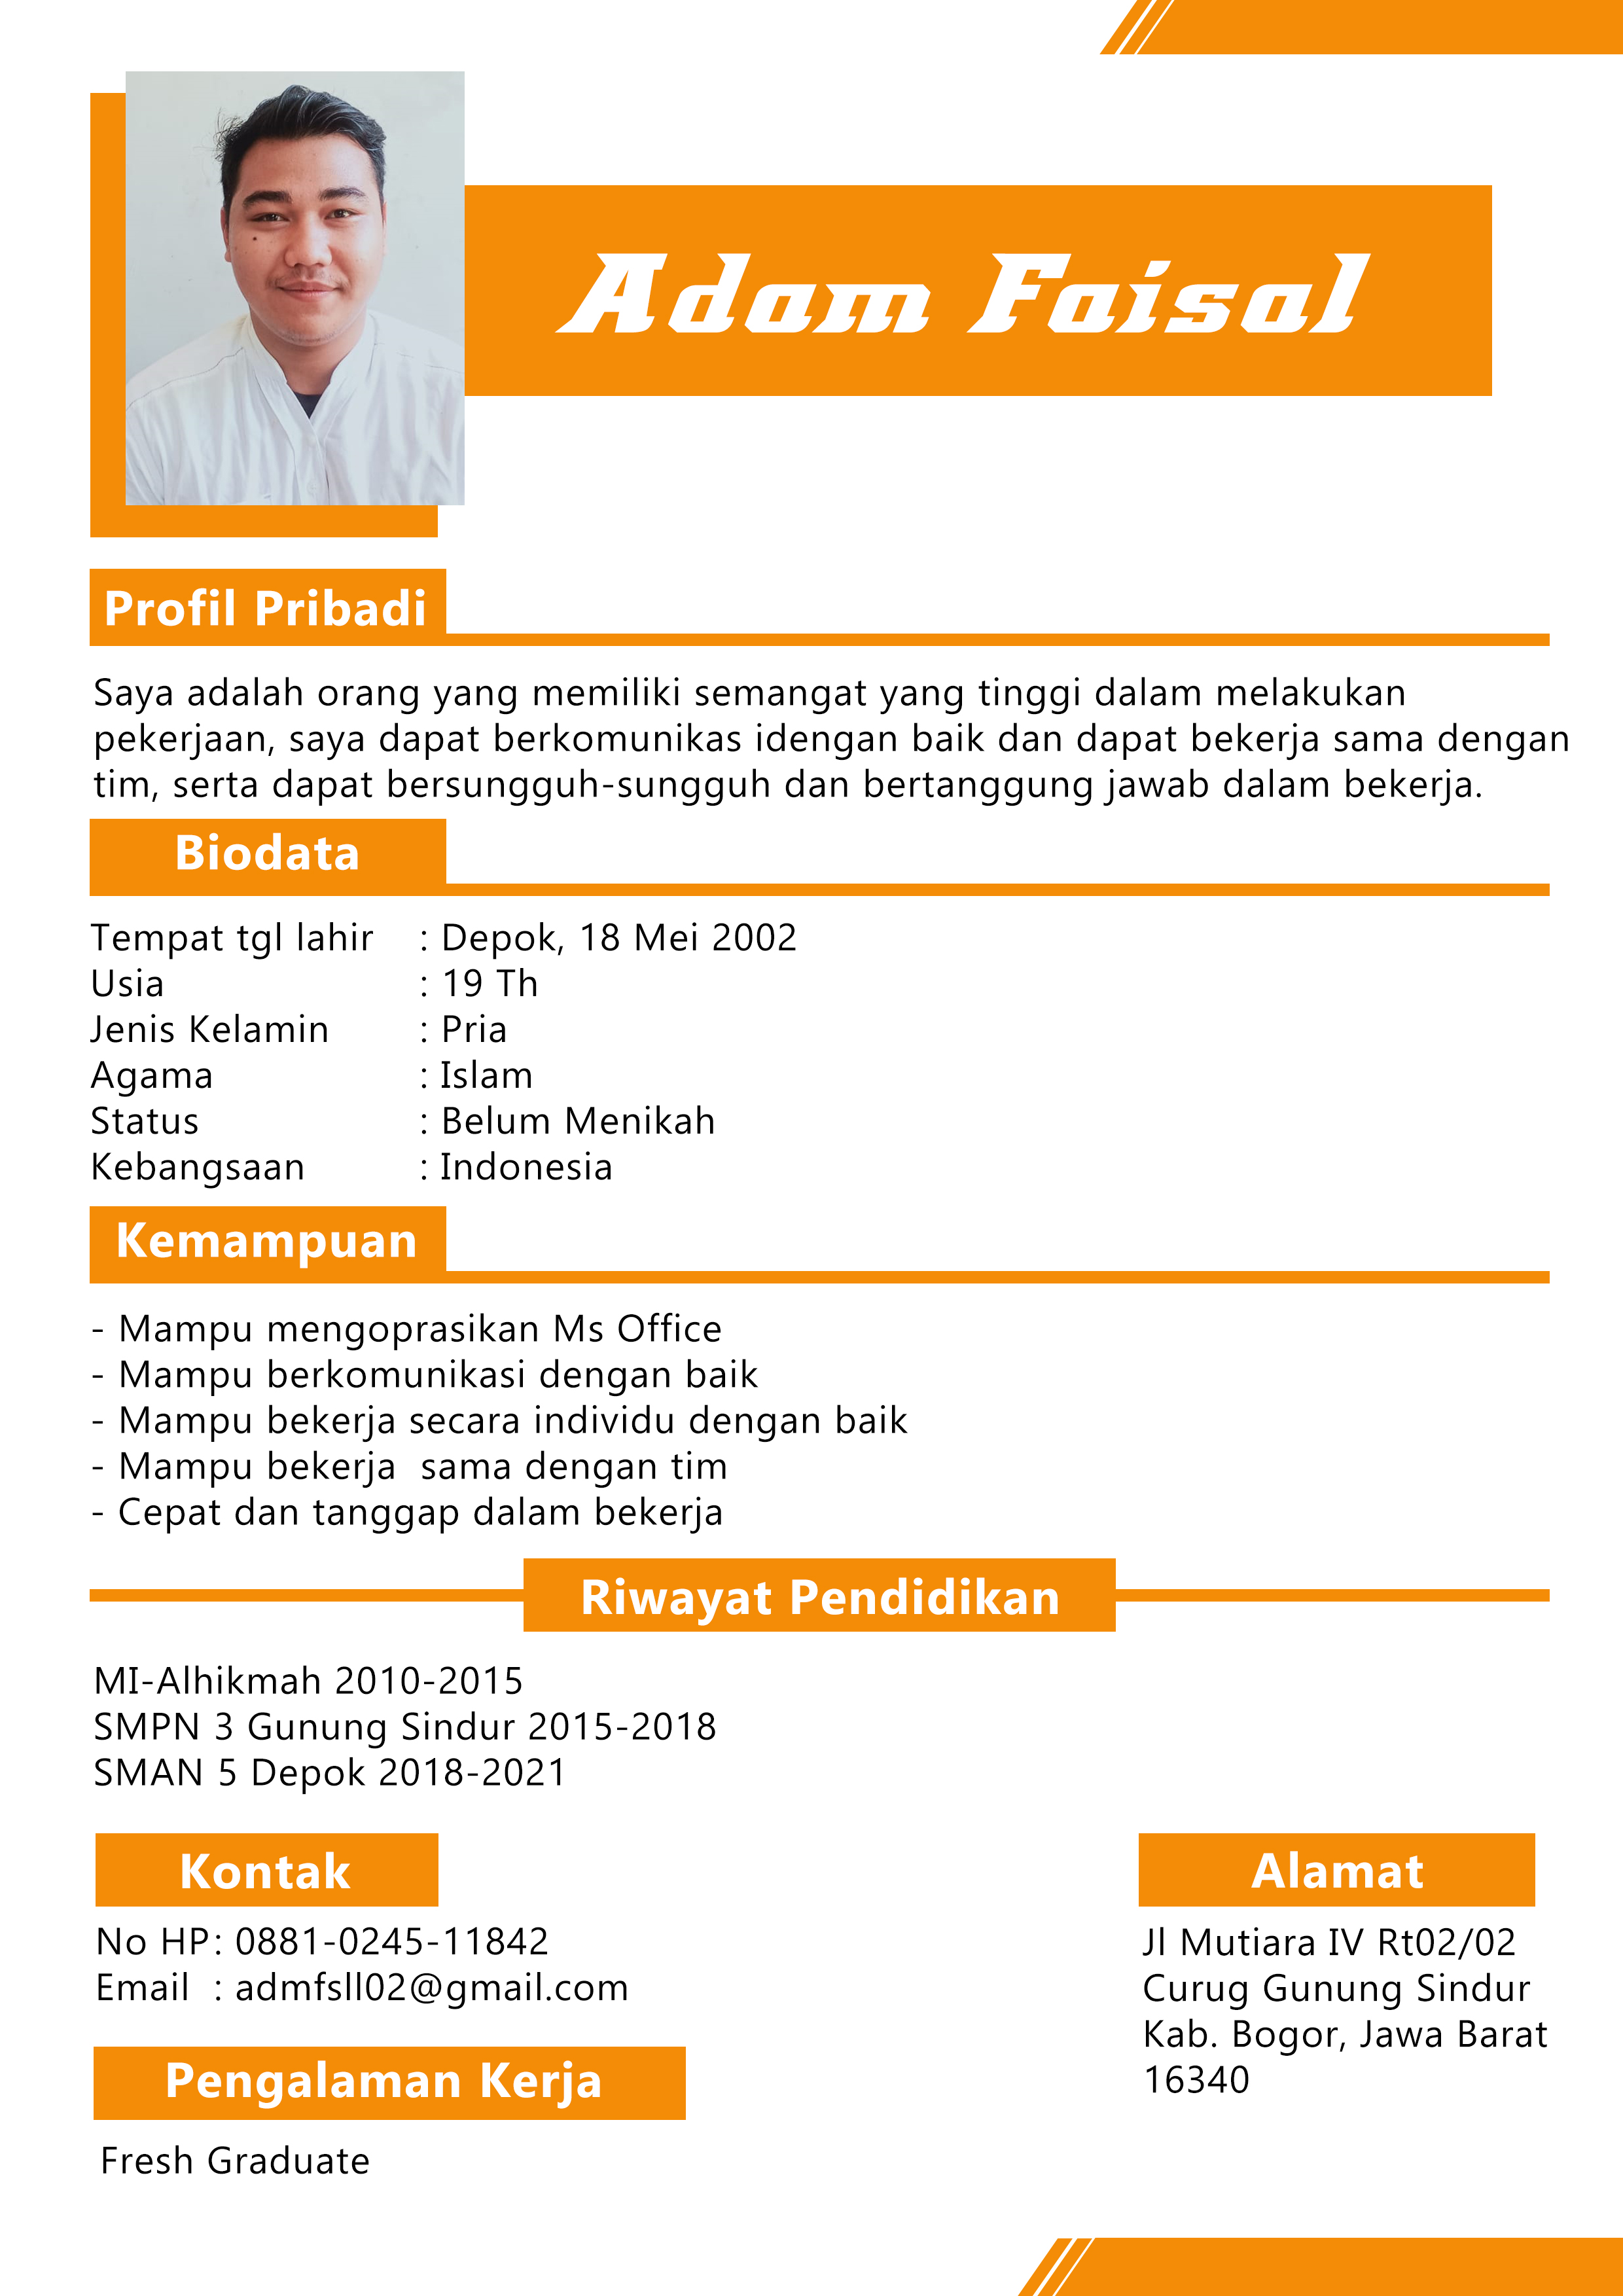 Adam Faisal
Profil Pribadi
Saya adalah orang yang memiliki semangat yang tinggi dalam melakukan
pekerjaan, saya dapat berkomunikas idengan baik dan dapat bekerja sama dengan
tim, serta dapat bersungguh-sungguh dan bertanggung jawab dalam bekerja.
Biodata
Tempat tgl lahir : Depok, 18 Mei 2002
Usia : 19 Th
Jenis Kelamin : Pria
Agama : Islam
Status : Belum Menikah
Kebangsaan : Indonesia
Kemampuan
- Mampu mengoprasikan Ms Office
- Mampu berkomunikasi dengan baik
- Mampu bekerja secara individu dengan baik
- Mampu bekerja  sama dengan tim
- Cepat dan tanggap dalam bekerja
Riwayat Pendidikan
MI-Alhikmah 2010-2015
SMPN 3 Gunung Sindur 2015-2018
SMAN 5 Depok 2018-2021
Kontak
No HP: 0881-0245-11842
Email : admfsll02@gmail.com
Alamat
Jl Mutiara IV Rt02/02
Curug Gunung Sindur
Kab. Bogor, Jawa Barat
16340
Pengalaman Kerja
Fresh Graduate